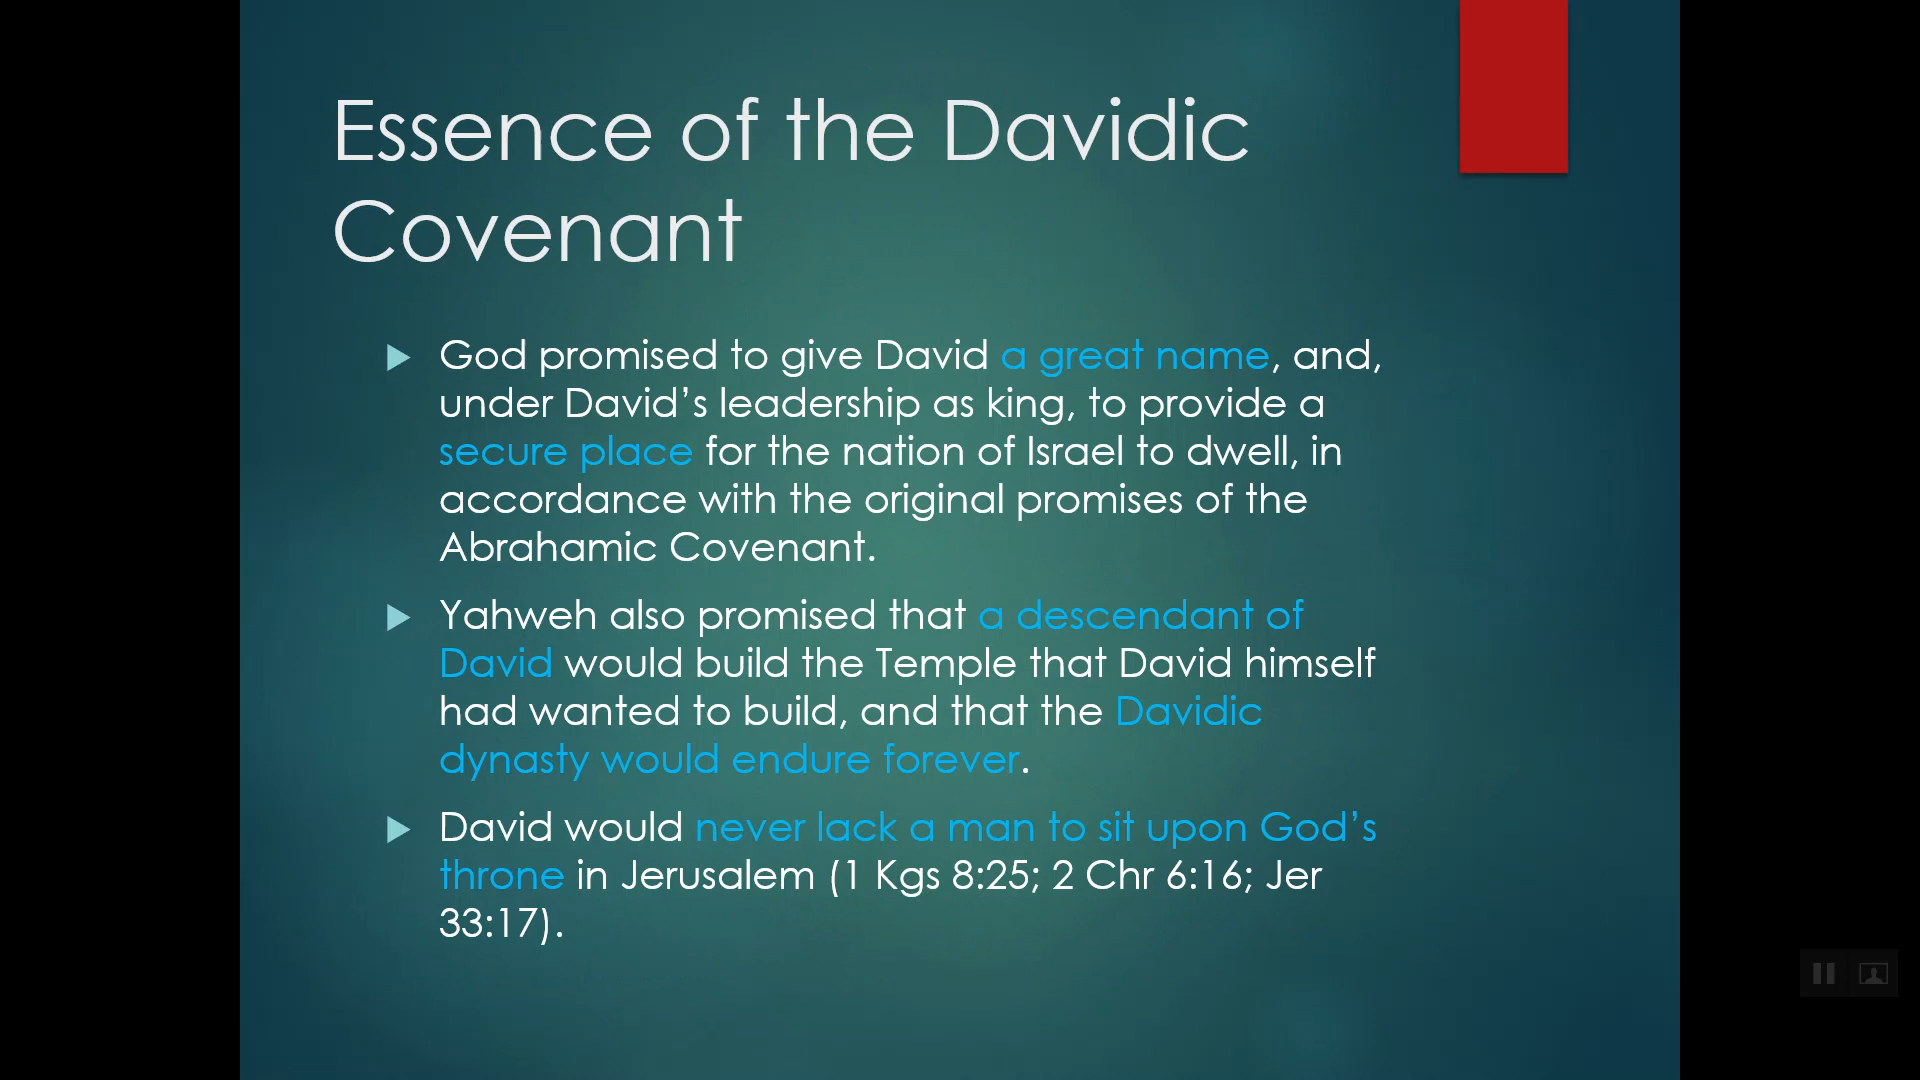 Essence of the Davidic
Covenant
God promised to give David a great name, and,
under David’s leadership as king, to provide a
secure place for the nation of Israel to dwell, in
accordance with the original promises of the
Abrahamic Covenant.
Yahweh also promised that a descendant of
David would build the Temple that David himself
had wanted to build, and that the Davidic
dynasty would endure forever.
David would never lack a man to sit upon God’s
throne in Jerusalem (1 Kgs 8:25; 2 Chr 6:16; Jer
33:17).